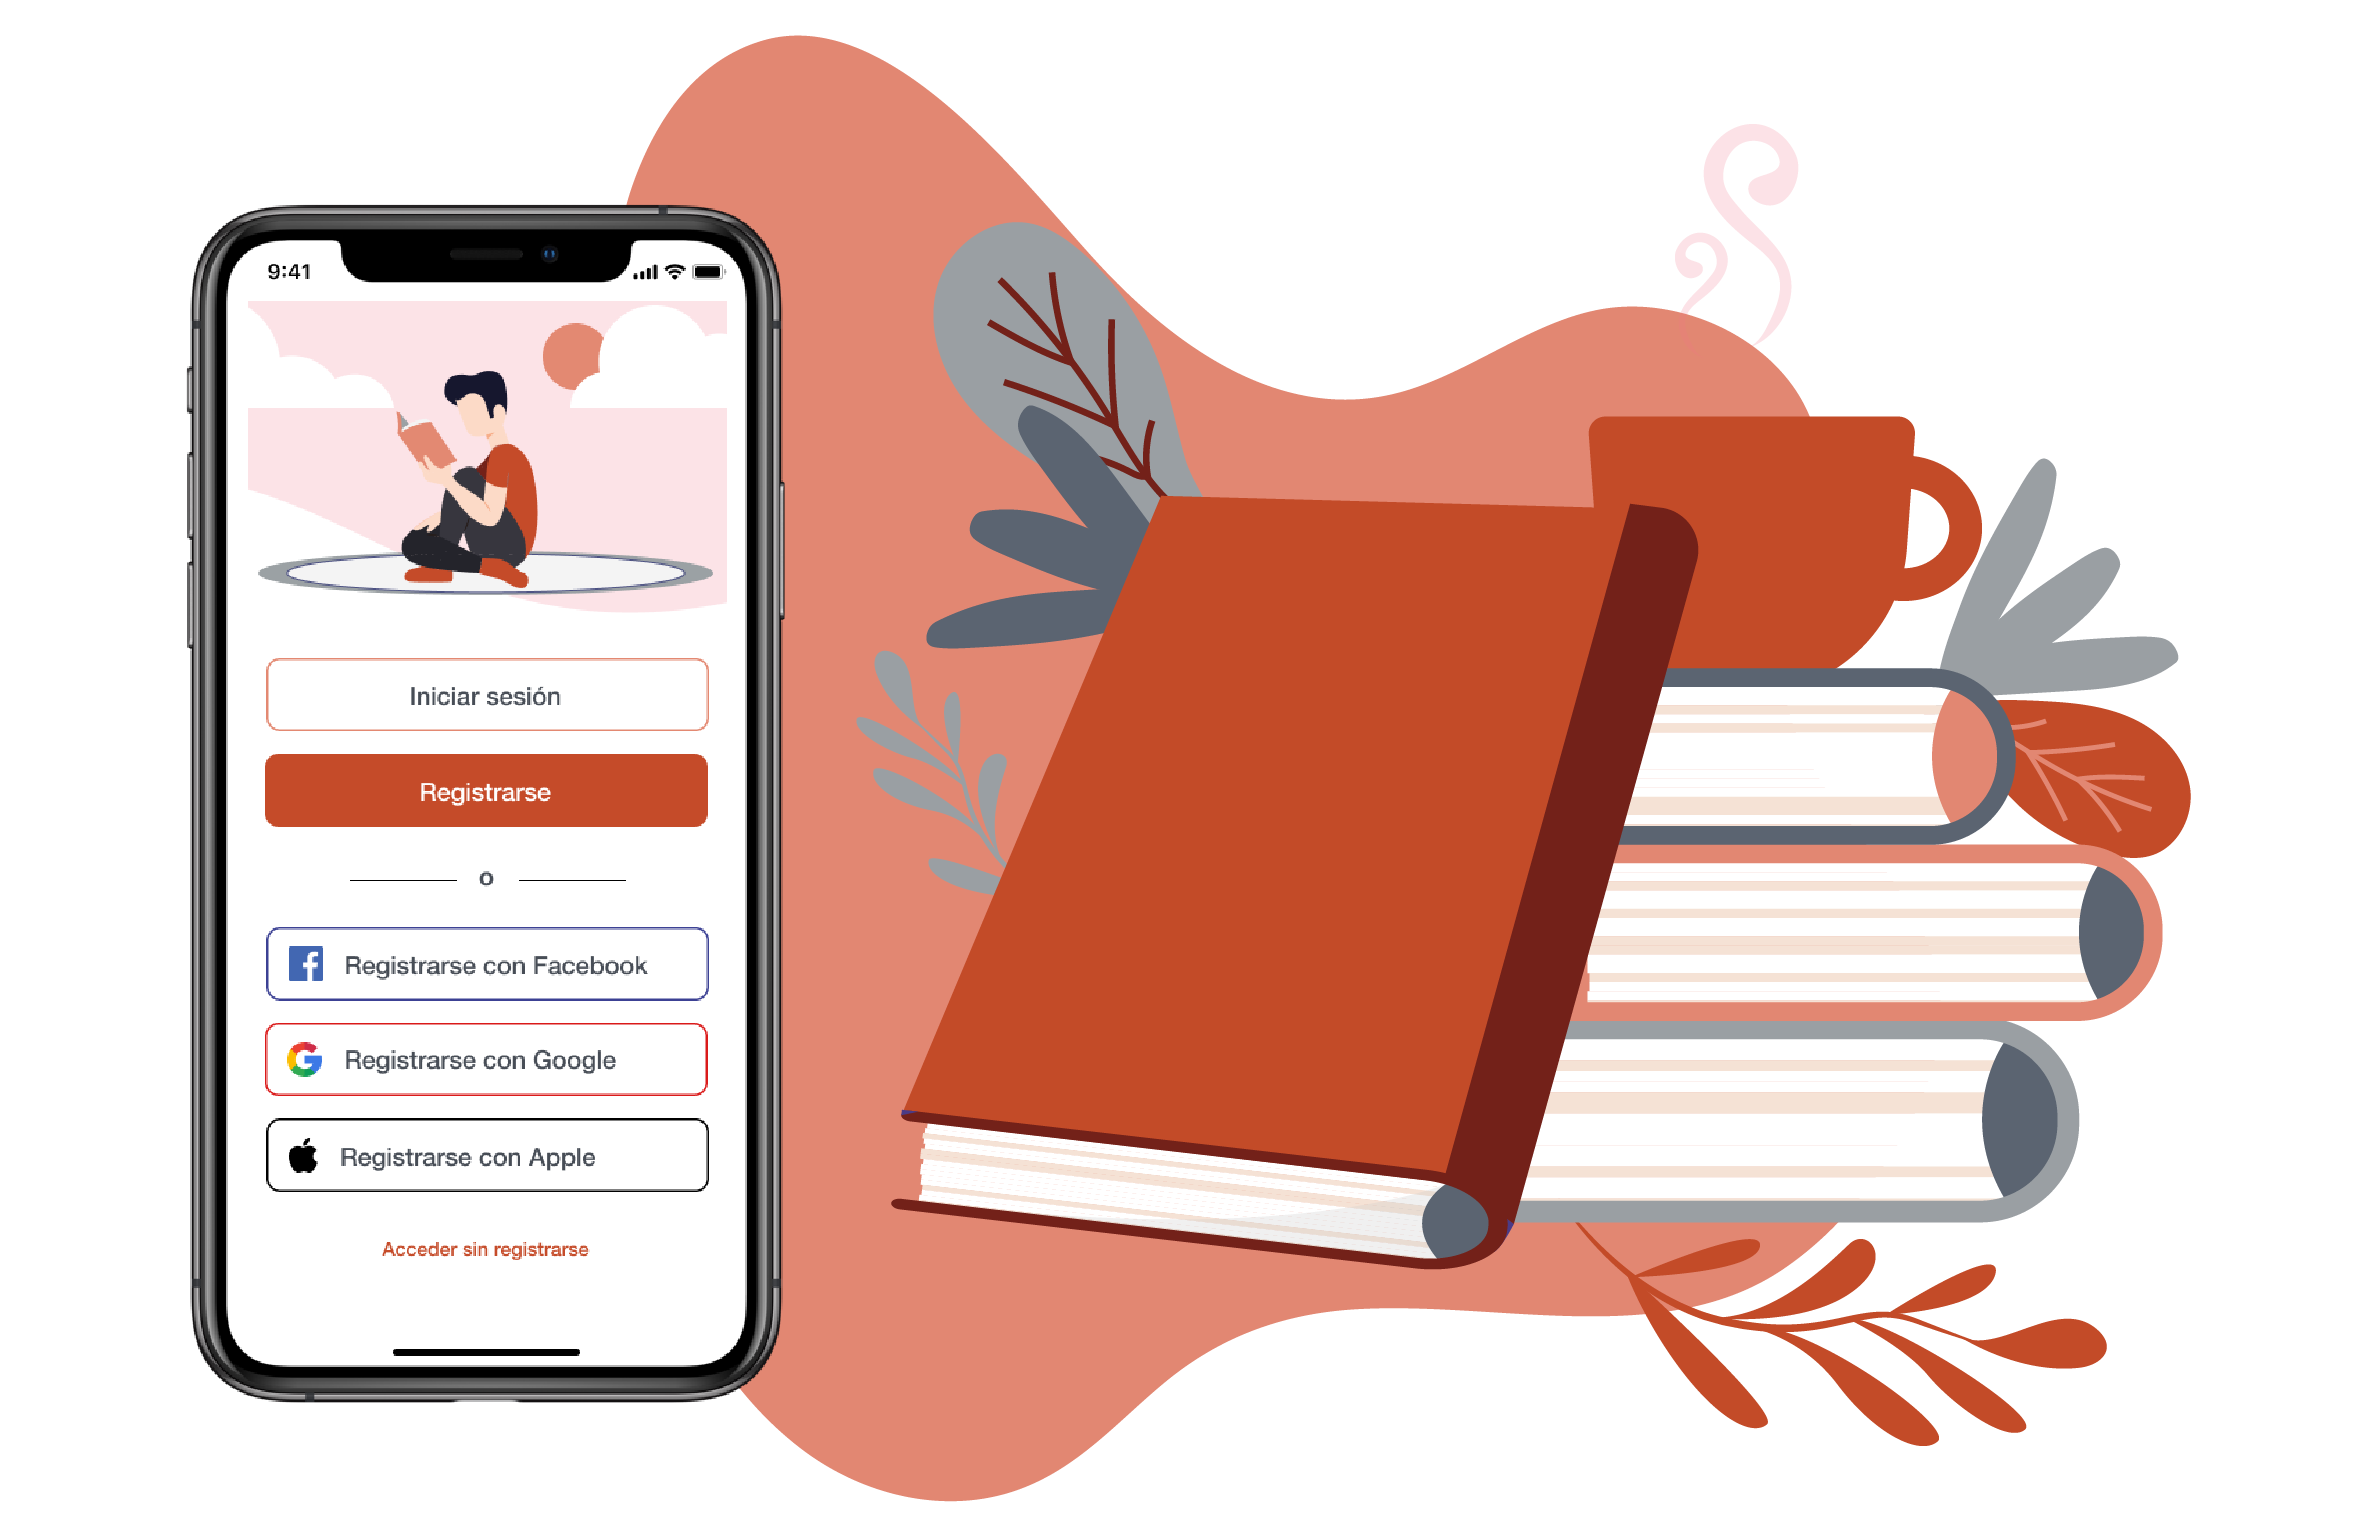 9:41
Iniciar sesión
Registrarse
o
Registrarse con Facebook
Registrarse con Google
Registrarse con Apple
Acceder sin registrarse